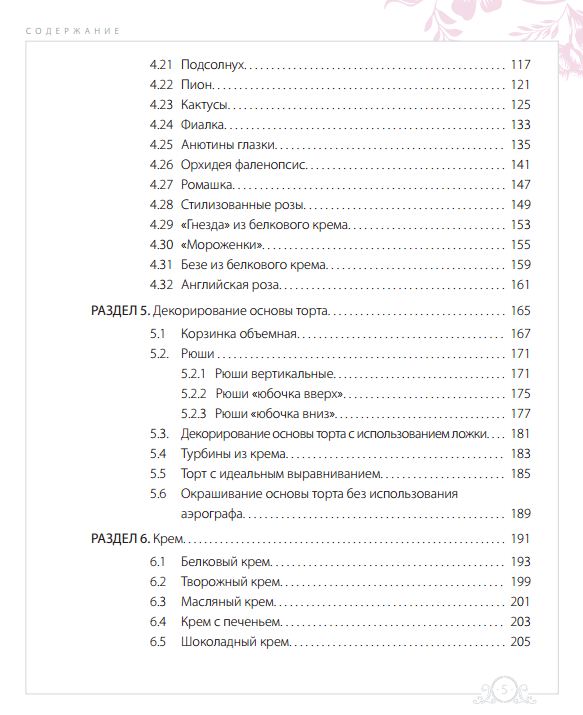 СОДЕРЖАНИЕ
4.21 Подсолнух. . . . . . . . . . . . . . . . . . . . 117
4.22 Пион. . . . . . . . . . . . . . . . . . . . 121
4.23 Кактусы. . . . . . . . . . . . . . . . . . . . 125
4.24 Фиалка. . . . . . . . . . . . . . . . . . . . 133
4.25 Анютины глазки. . . . . . . . . . . . . . . . . . . . 135
4.26 Орхидея фаленопсис. . . . . . . . . . . . . . . . . . . . 141
4.27 Ромашка. . . . . . . . . . . . . . . . . . . . 147
4.28 Стилизованные розы. . . . . . . . . . . . . . . . . . . . 149
4.29 «Гнезда» из белкового крема. . . . . . . . . . . . . . . . . . . . 153
4.30 «Мороженки». . . . . . . . . . . . . . . . . . . . 155
4.31 Безе из белкового крема. . . . . . . . . . . . . . . . . . . . 159
4.32 Английская роза. . . . . . . . . . . . . . . . . . . . 161
РАЗДЕЛ 5. Декорирование основы торта. . . . . . . . . . . . . . . . . . . . 165
5.1 Корзинка объемная. . . . . . . . . . . . . . . . . . . . 167
5.2. Рюши . . . . . . . . . . . . . . . . . . . . 171
5.2.1 Рюши вертикальные. . . . . . . . . . . . . . . . . . . . 171
5.2.2 Рюши «юбочка вверх». . . . . . . . . . . . . . . . . . . . 175
5.2.3 Рюши «юбочка вниз». . . . . . . . . . . . . . . . . . . . 177
5.3. Декорирование основы торта с использованием ложки. . . . 181
5.4 Турбины из крема. . . . . . . . . . . . . . . . . . . . 183
5.5 Торт с идеальным выравниванием. . . . . . . . . . . . . . . . . . . . 185
5.6 Окрашивание основы торта без использования
аэрографа. . . . . . . . . . . . . . . . . . . . 189
РАЗДЕЛ 6. Крем. . . . . . . . . . . . . . . . . . . . 191
6.1 Белковый крем. . . . . . . . . . . . . . . . . . . . 193
6.2 Творожный крем. . . . . . . . . . . . . . . . . . . . 199
6.3 Масляный крем. . . . . . . . . . . . . . . . . . . . 201
6.4 Крем с печеньем. . . . . . . . . . . . . . . . . . . . 203
6.5 Шоколадный крем. . . . . . . . . . . . . . . . . . . . 205
5